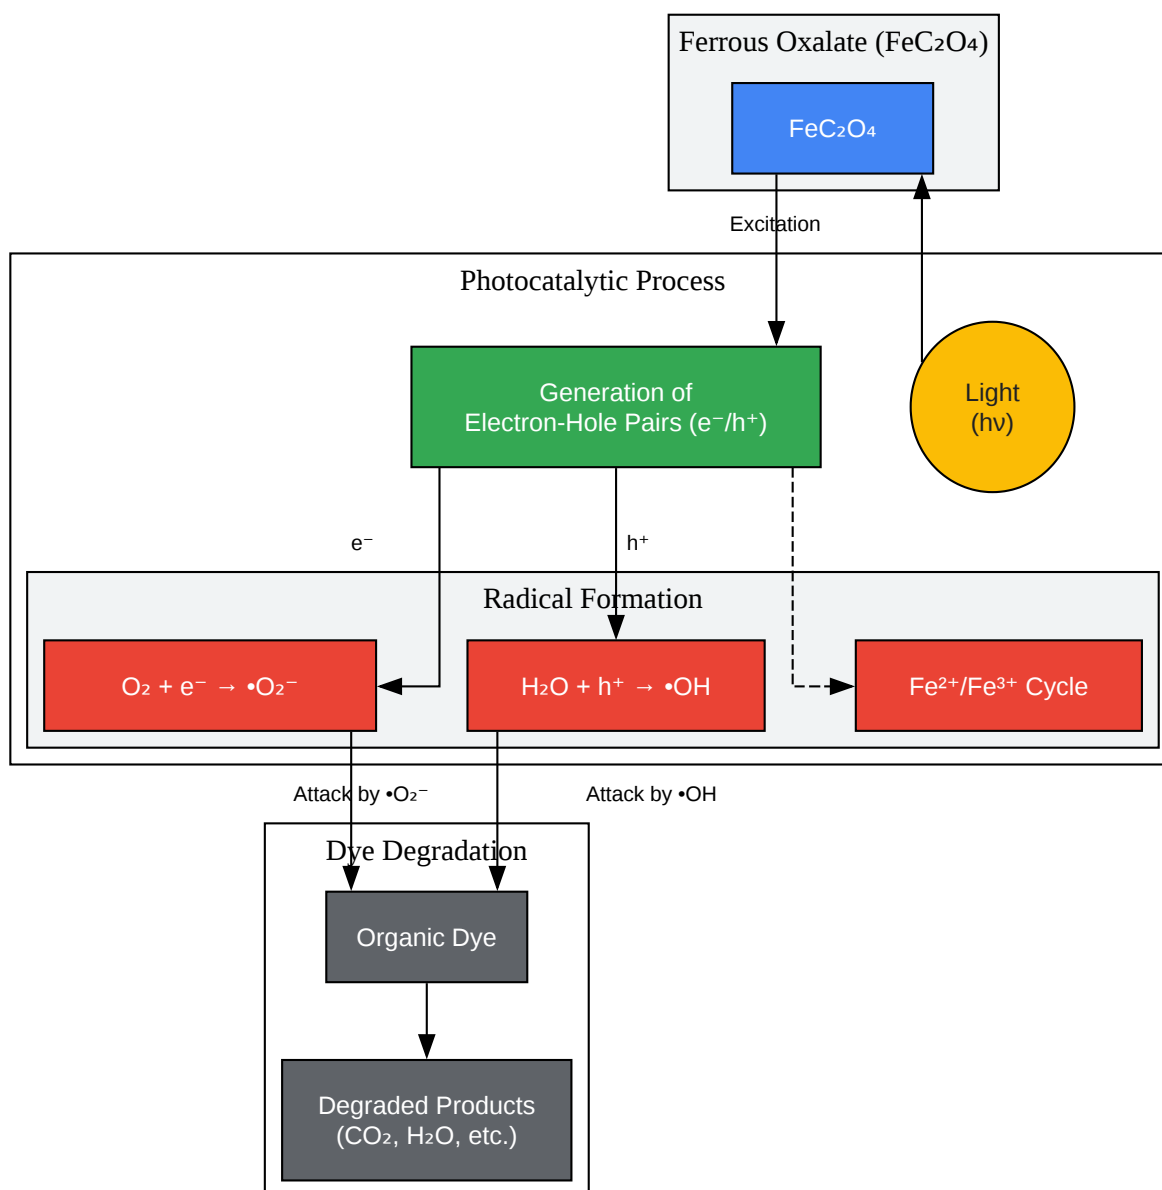 Ferrous Oxalate (FeC₂O₄)
FeC₂O₄
Excitation
Photocatalytic Process
Generation of
Electron-Hole Pairs (e⁻/h⁺)
Light
(hν)
e⁻
h⁺
Radical Formation
O₂ + e⁻ → •O₂⁻
H₂O + h⁺ → •OH
Fe²⁺/Fe³⁺ Cycle
Attack by •O₂⁻
Attack by •OH
Dye Degradation
Organic Dye
Degraded Products
(CO₂, H₂O, etc.)